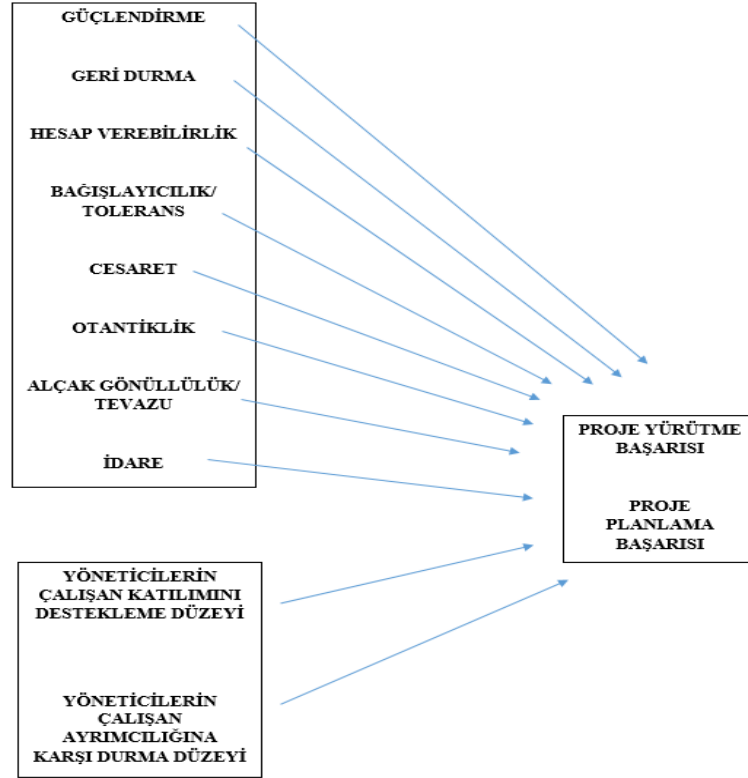 GÜÇLENDİRME
GERİ DURMA
HESAP VEREBİLİRLİK
BAĞIŞLAYICILIK/
TOLERANS
CESARET
OTANTİKLİK
ALÇAK GÖNÜLLÜLÜK/
TEVAZU
İDARE
YÖNETİCİLERİN
ÇALIŞAN KATILIMINI
DESTEKLEME DÜZEYİ
YÖNETİCİLERİN
ÇALIŞAN
AYRIMCILIĞINA
KARŞI DURMA DÜZEYİ
PROJE YÜRÜTME
BAŞARISI
PROJE
PLANLAMA
BAŞARISI